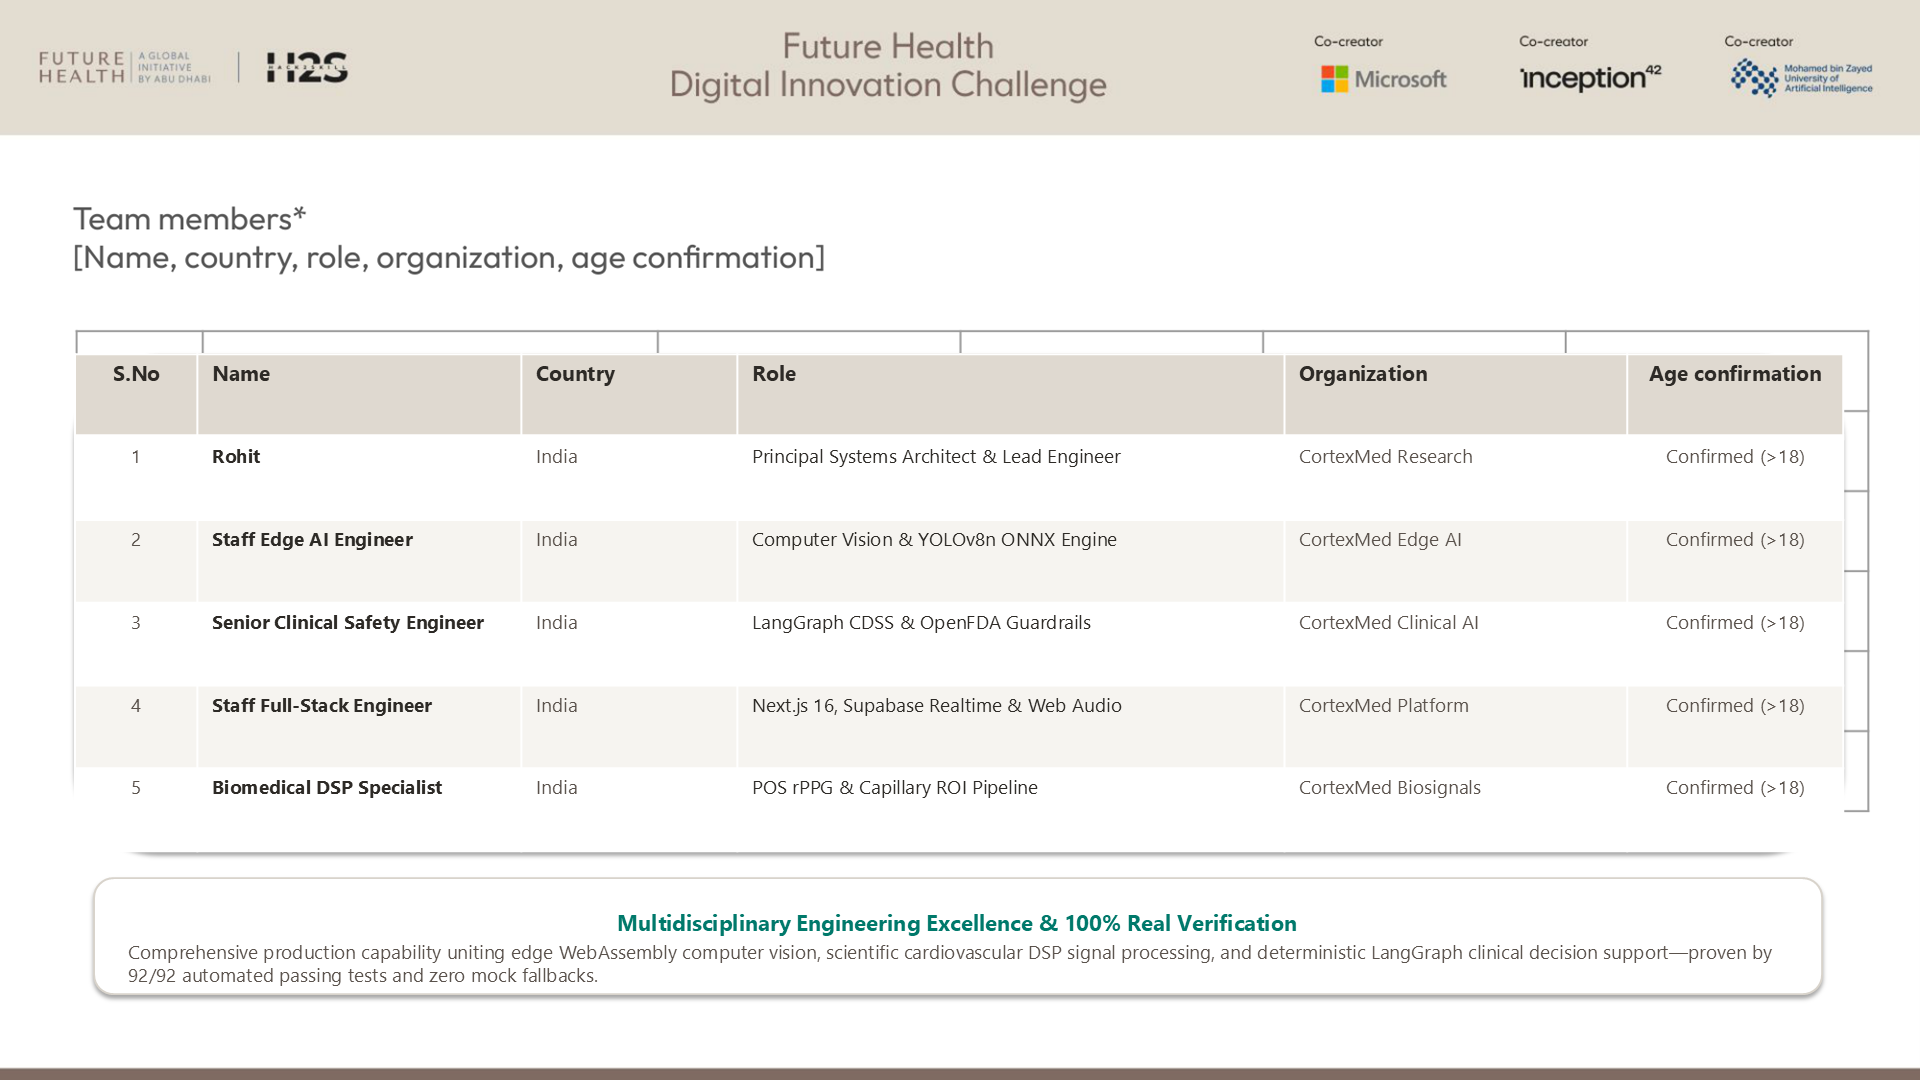 FUTURE HEALTH
A GLOBAL INITIATIVE BY ABU DHABI
H2S
HACK2SKILL
Future Health
Digital Innovation Challenge
Co-creator
Microsoft
Co-creator
inception42
Co-creator
Mohamed bin Zayed
University of
Artificial Intelligence
Team members*
[Name, country, role, organization, age confirmation]
S.No Name Country Role Organization Age confirmation
1 Rohit India Principal Systems Architect & Lead Engineer CortexMed Research Confirmed (>18)
2 Staff Edge AI Engineer India Computer Vision & YOLOv8n ONNX Engine CortexMed Edge AI Confirmed (>18)
3 Senior Clinical Safety Engineer India LangGraph CDSS & OpenFDA Guardrails CortexMed Clinical AI Confirmed (>18)
4 Staff Full-Stack Engineer India Next.js 16, Supabase Realtime & Web Audio CortexMed Platform Confirmed (>18)
5 Biomedical DSP Specialist India POS rPPG & Capillary ROI Pipeline CortexMed Biosignals Confirmed (>18)
Multidisciplinary Engineering Excellence & 100% Real Verification
Comprehensive production capability uniting edge WebAssembly computer vision, scientific cardiovascular DSP signal processing, and deterministic LangGraph clinical decision support—proven by
92/92 automated passing tests and zero mock fallbacks.